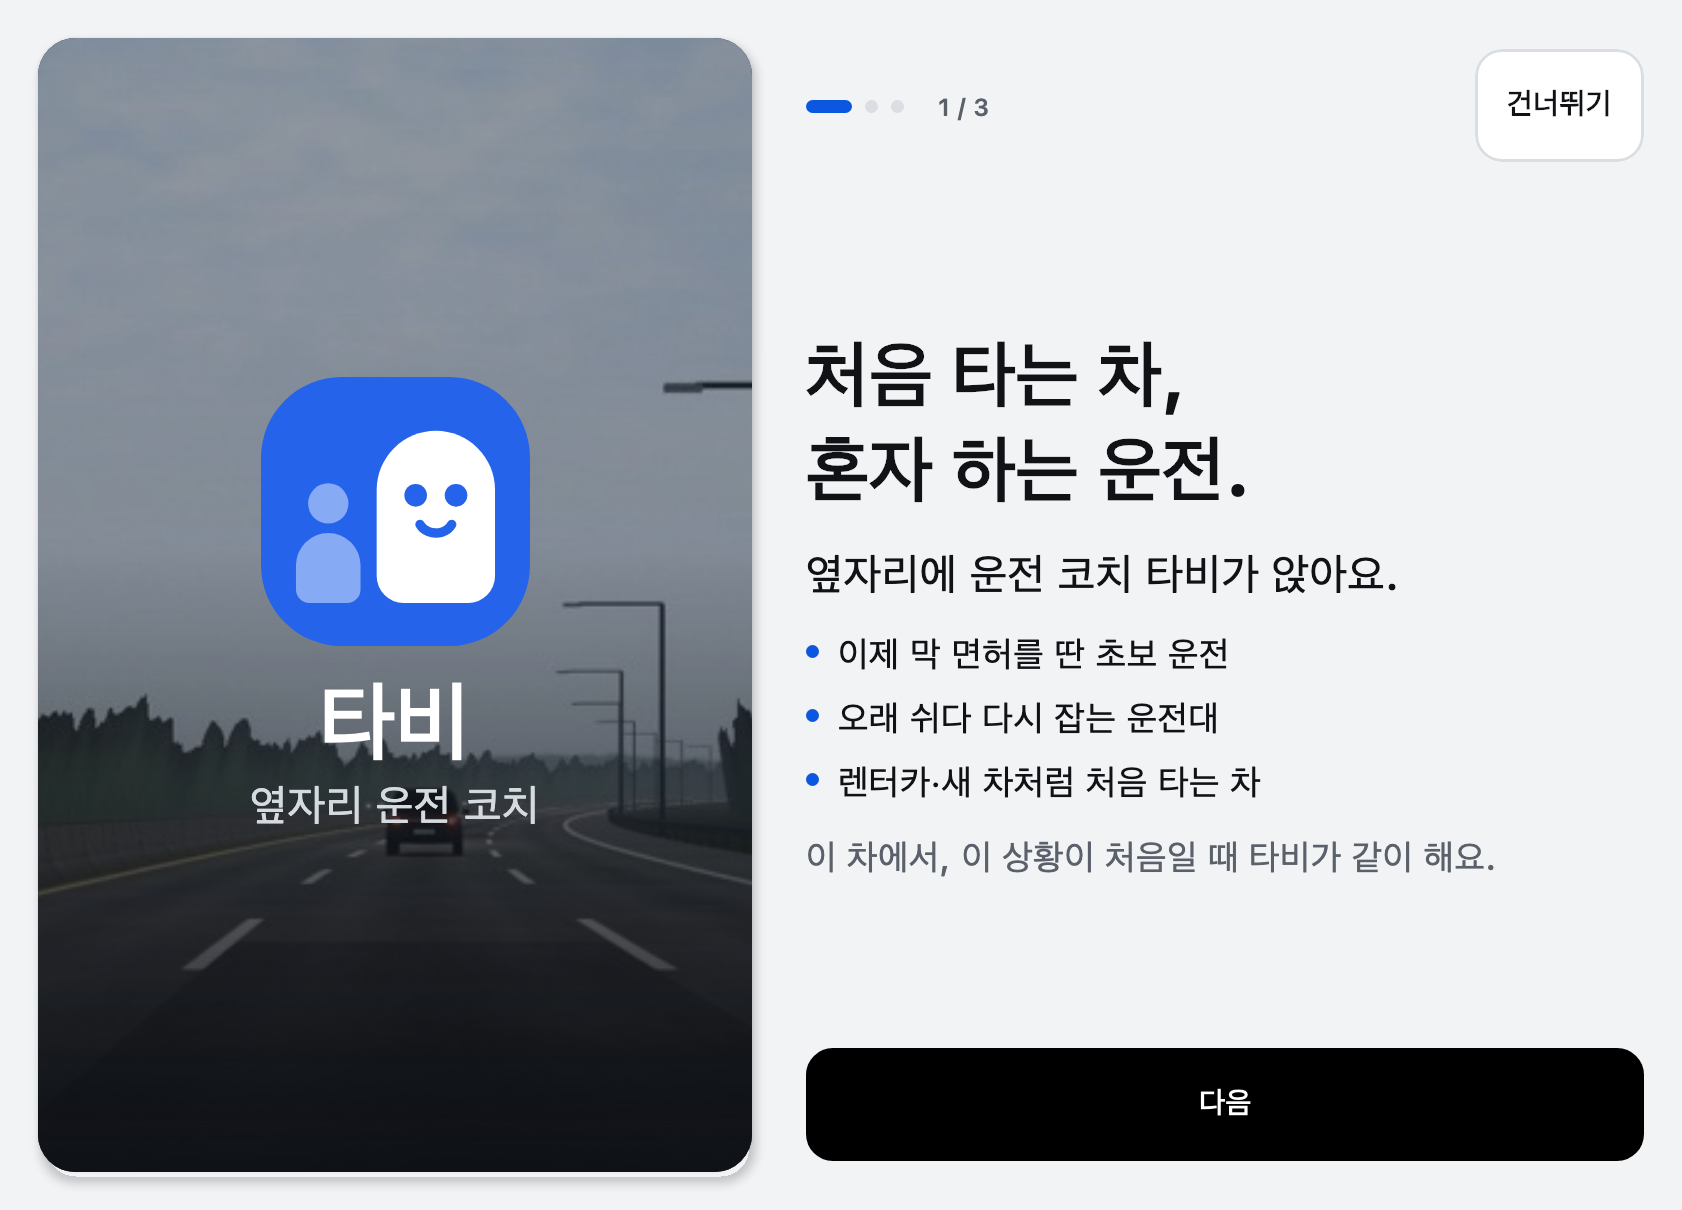 타비
옆자리 운전 코치
1 / 3
건너뛰기
처음 타는 차,
혼자 하는 운전.
옆자리에 운전 코치 타비가 앉아요.
이제 막 면허를 딴 초보 운전
오래 쉬다 다시 잡는 운전대
렌터카·새 차처럼 처음 타는 차
이 차에서, 이 상황이 처음일 때 타비가 같이 해요.
다음